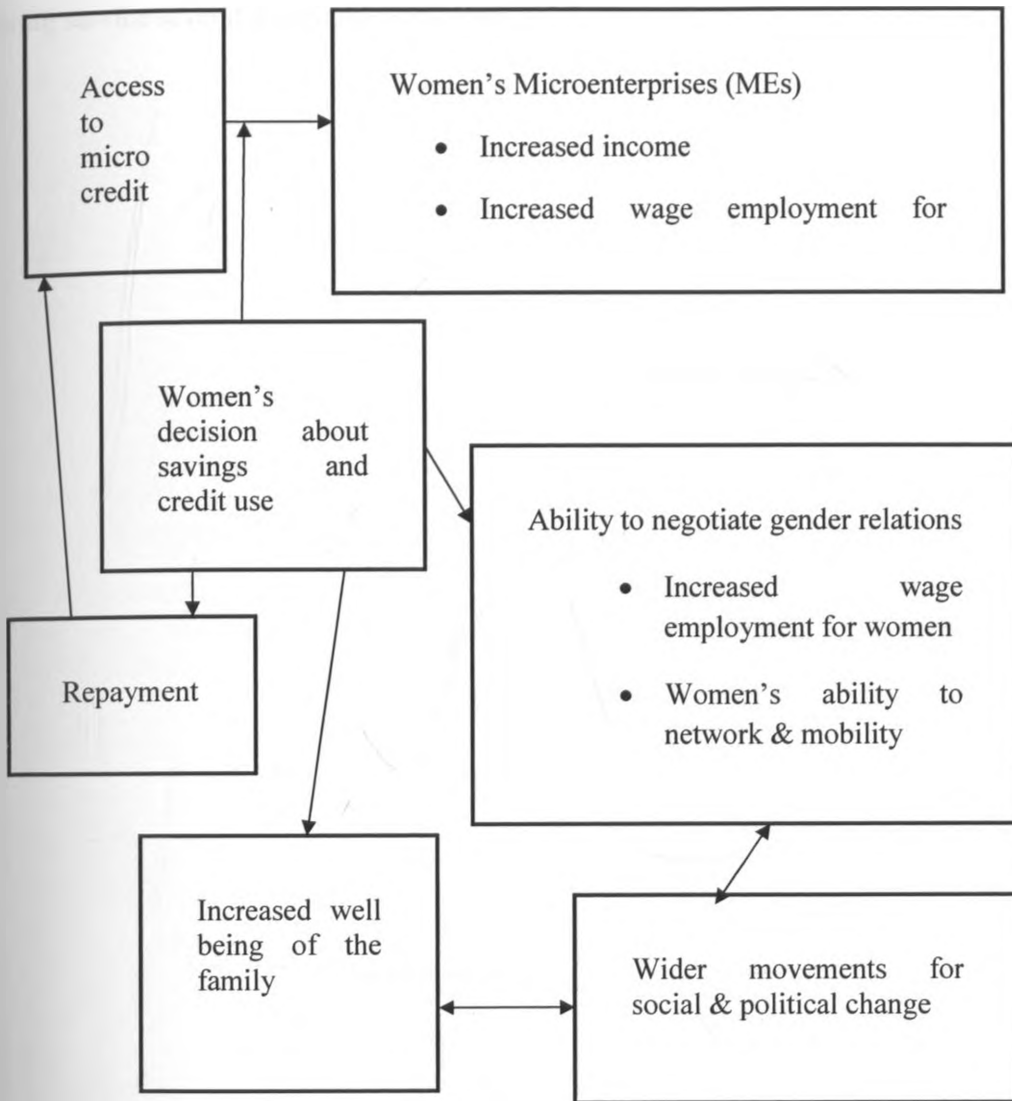 Access
to
micro
credit
Women's Microenterprises (MEs)
• Increased income
• Increased wage employment for
Women's
decision about
savings and
credit use
Ability to negotiate gender relations
• Increased wage
employment for women
• Women's ability to
network & mobility
Repayment
Increased well
being of the
family
Wider movements for
social & political change